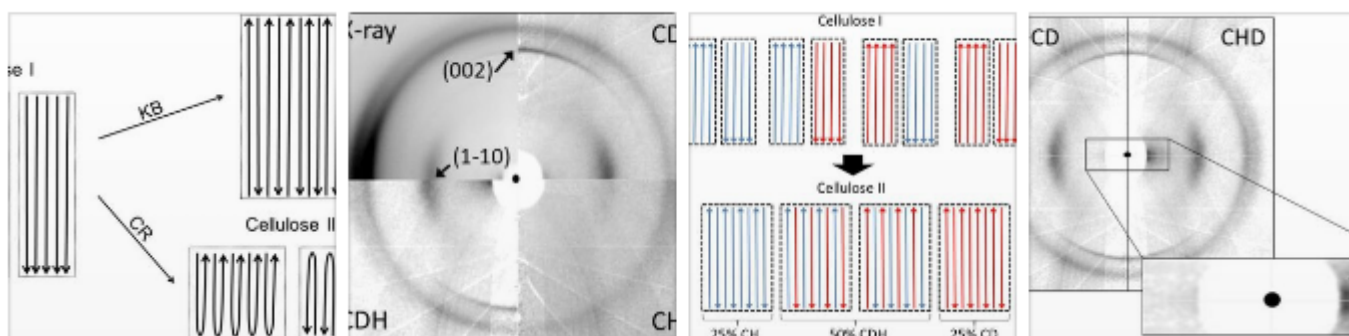 se I
KB
CR
Cellulose II
X-ray
CD
(002)
(1-10)
CDH
CH
Cellulose I
Cellulose II
25% CH 50% CDH 25% CD
CD CHD